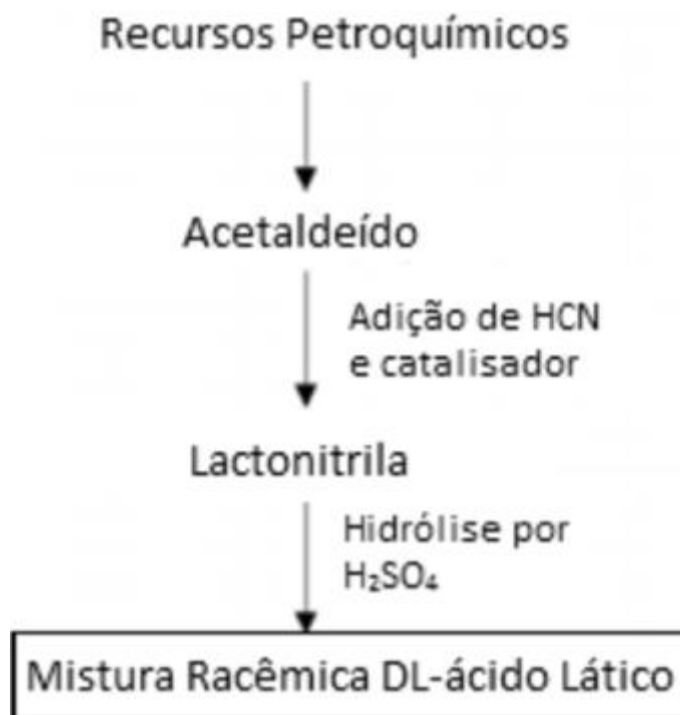 Recursos Petroquímicos
Acetaldeído
Adição de HCN
e catalisador
Lactonitrila
Hidrólise por
H₂SO₄
Mistura Racêmica DL-ácido Lático